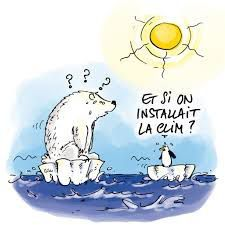 ? ? ?
ET SI ON
INSTALLAIT
LA CLIM ?